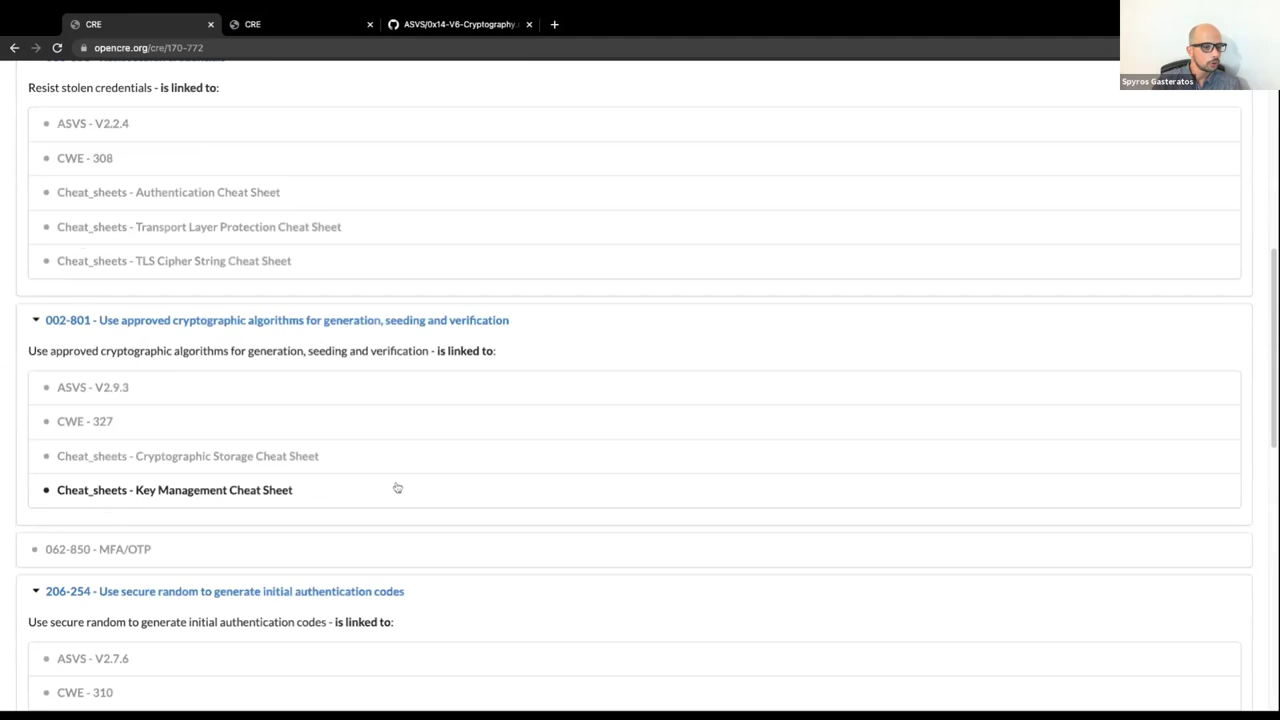 CRE
CRE
ASVS/0x14-V6-Cryptography.
opencre.org/cre/170-772
Spyros Gasteratos
Resist stolen credentials - is linked to:
ASVS - V2.2.4
CWE - 308
Cheat_sheets - Authentication Cheat Sheet
Cheat_sheets - Transport Layer Protection Cheat Sheet
Cheat_sheets - TLS Cipher String Cheat Sheet
002-801 - Use approved cryptographic algorithms for generation, seeding and verification
Use approved cryptographic algorithms for generation, seeding and verification - is linked to:
ASVS - V2.9.3
CWE - 327
Cheat_sheets - Cryptographic Storage Cheat Sheet
Cheat_sheets - Key Management Cheat Sheet
062-850 - MFA/OTP
206-254 - Use secure random to generate initial authentication codes
Use secure random to generate initial authentication codes - is linked to:
ASVS - V2.7.6
CWE - 310